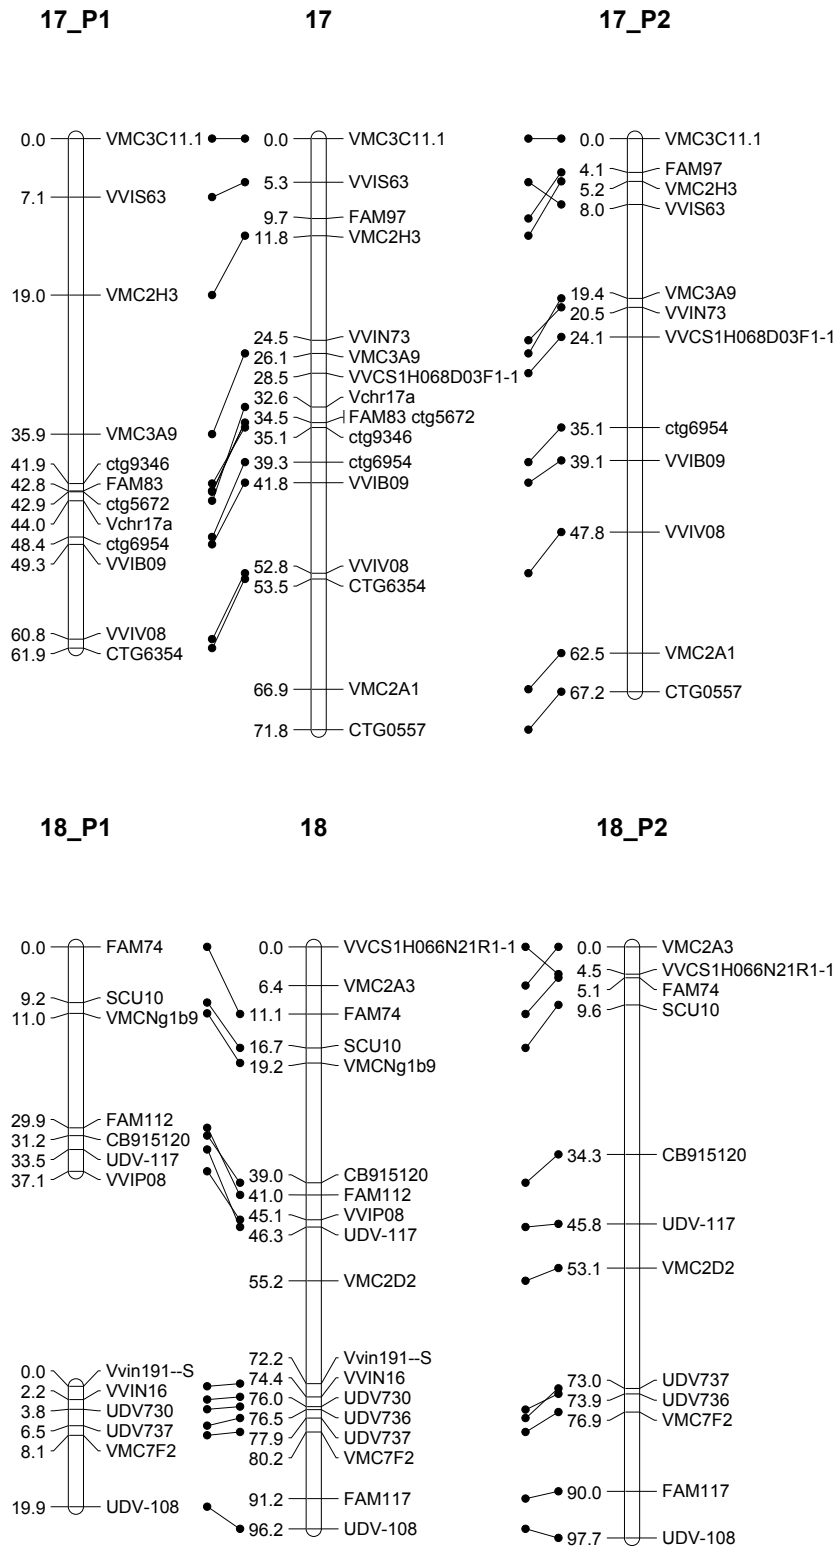 17_P1
0.0 VMC3C11.1
7.1 VVIS63
19.0 VMC2H3
35.9 VMC3A9
41.9 ctg9346
42.8 FAM83
42.9 ctg5672
44.0 Vchr17a
48.4 ctg6954
49.3 VVIB09
60.8 VVIV08
61.9 CTG6354
17
0.0 VMC3C11.1
5.3 VVIS63
9.7 FAM97
11.8 VMC2H3
24.5 VVIN73
26.1 VMC3A9
28.5 VVCS1H068D03F1-1
32.6 Vchr17a
34.5 FAM83 ctg5672
35.1 ctg9346
39.3 ctg6954
41.8 VVIB09
52.8 VVIV08
53.5 CTG6354
66.9 VMC2A1
71.8 CTG0557
17_P2
0.0 VMC3C11.1
4.1 FAM97
5.2 VMC2H3
8.0 VVIS63
19.4 VMC3A9
20.5 VVIN73
24.1 VVCS1H068D03F1-1
35.1 ctg6954
39.1 VVIB09
47.8 VVIV08
62.5 VMC2A1
67.2 CTG0557
18_P1
0.0 FAM74
9.2 SCU10
11.0 VMCNg1b9
29.9 FAM112
31.2 CB915120
33.5 UDV-117
37.1 VVIP08
0.0 Vvin191--S
2.2 VVIN16
3.8 UDV730
6.5 UDV737
8.1 VMC7F2
19.9 UDV-108
18
0.0 VVCS1H066N21R1-1
6.4 VMC2A3
11.1 FAM74
16.7 SCU10
19.2 VMCNg1b9
39.0 CB915120
41.0 FAM112
45.1 VVIP08
46.3 UDV-117
55.2 VMC2D2
72.2 Vvin191--S
74.4 VVIN16
76.0 UDV730
76.5 UDV736
77.9 UDV737
80.2 VMC7F2
91.2 FAM117
96.2 UDV-108
18_P2
0.0 VMC2A3
4.5 VVCS1H066N21R1-1
5.1 FAM74
9.6 SCU10
34.3 CB915120
45.8 UDV-117
53.1 VMC2D2
73.0 UDV737
73.9 UDV736
76.9 VMC7F2
90.0 FAM117
97.7 UDV-108